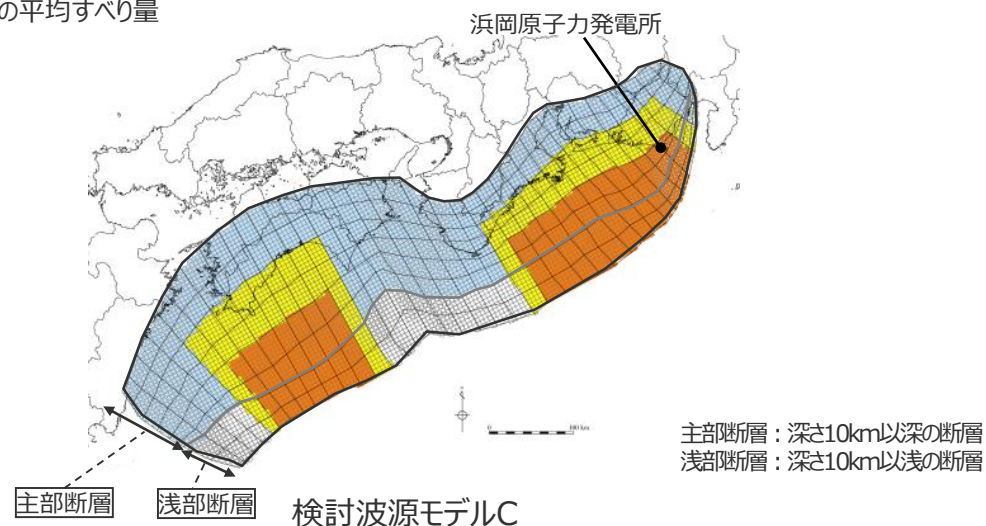 の平均すべり量
浜岡原子力発電所
0 100 km
主部断層：深さ10km以深の断層
浅部断層：深さ10km以浅の断層
主部断層
浅部断層
検討波源モデルC